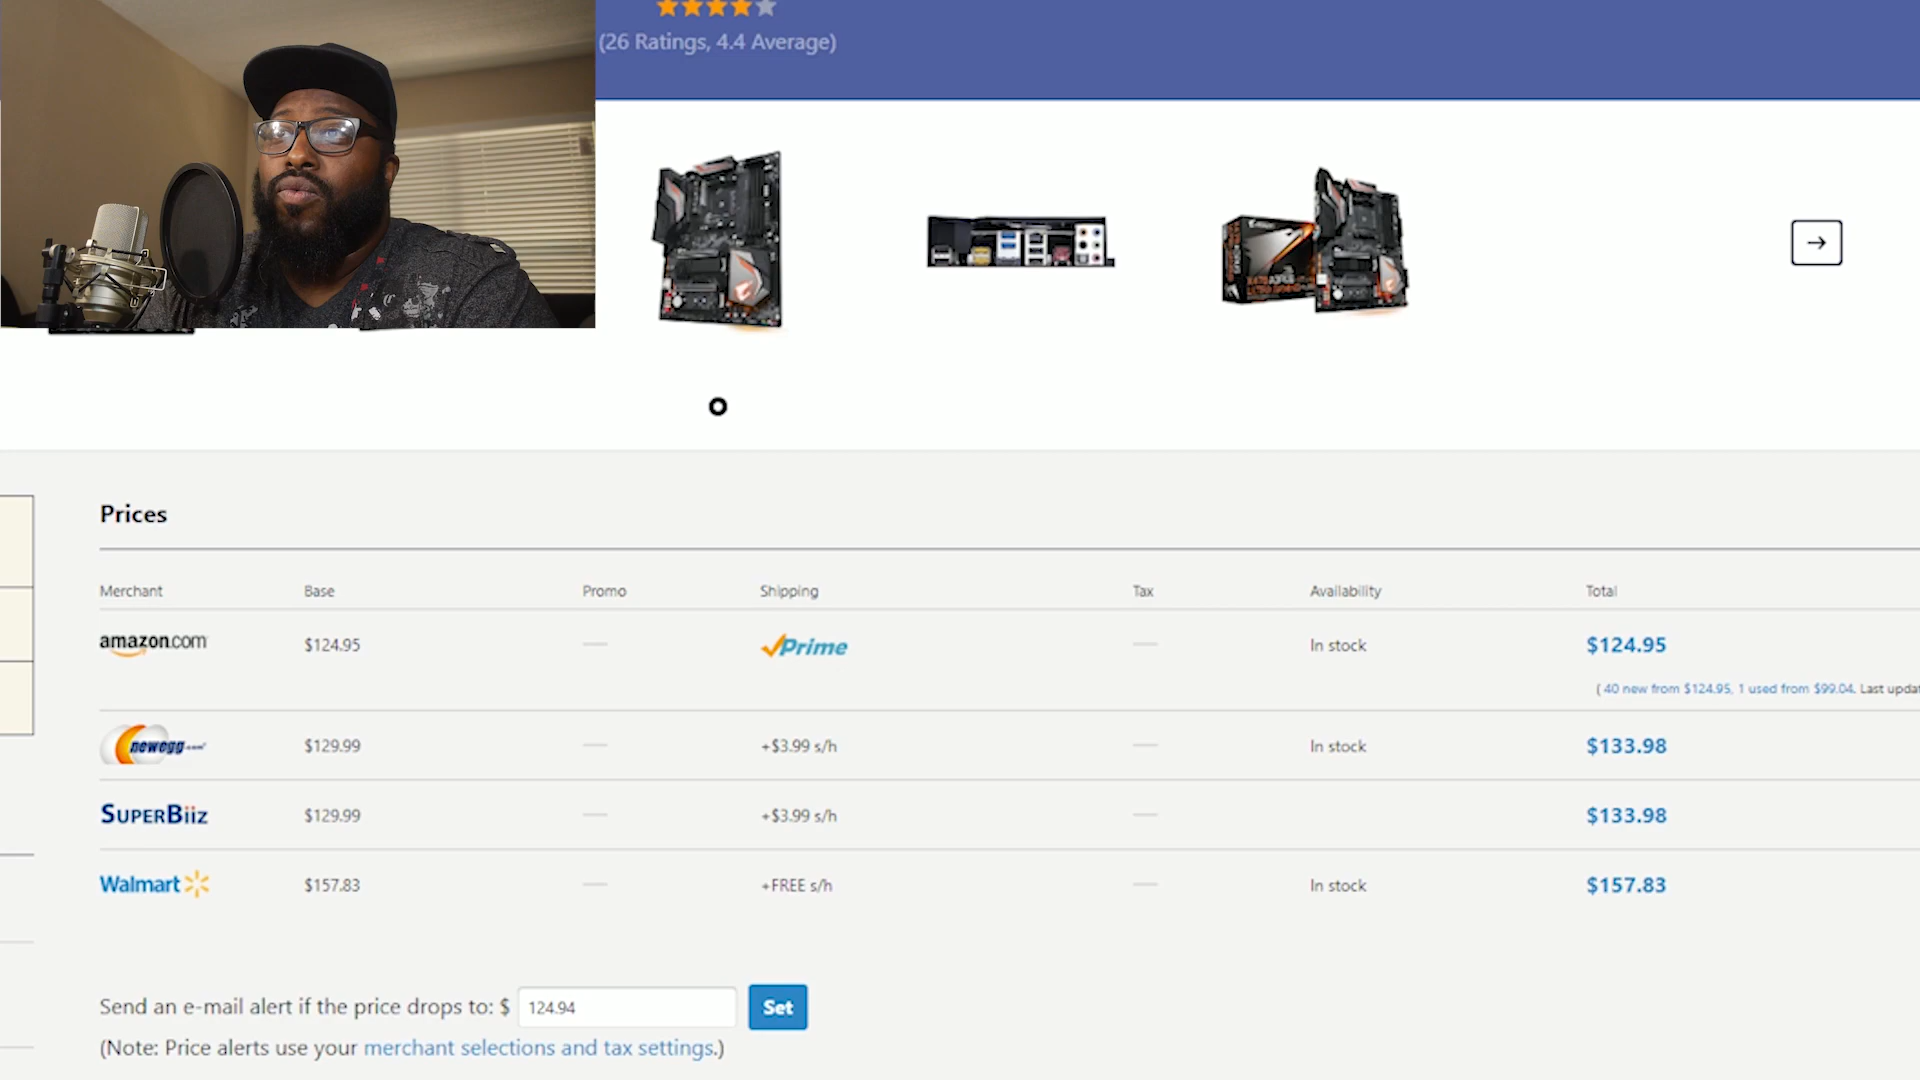 (26 Ratings, 4.4 Average)
Prices
Merchant Base Promo Shipping Tax Availability Total
amazon.com $124.95 — Prime — In stock $124.95
( 40 new from $124.95, 1 used from $99.04. Last
newegg.com $129.99 — +$3.99 s/h — In stock $133.98
SUPERBiiz $129.99 — +$3.99 s/h — $133.98
Walmart $157.83 — +FREE s/h — In stock $157.83
Send an e-mail alert if the price drops to: $ 124.94 Set
(Note: Price alerts use your merchant selections and tax settings.)